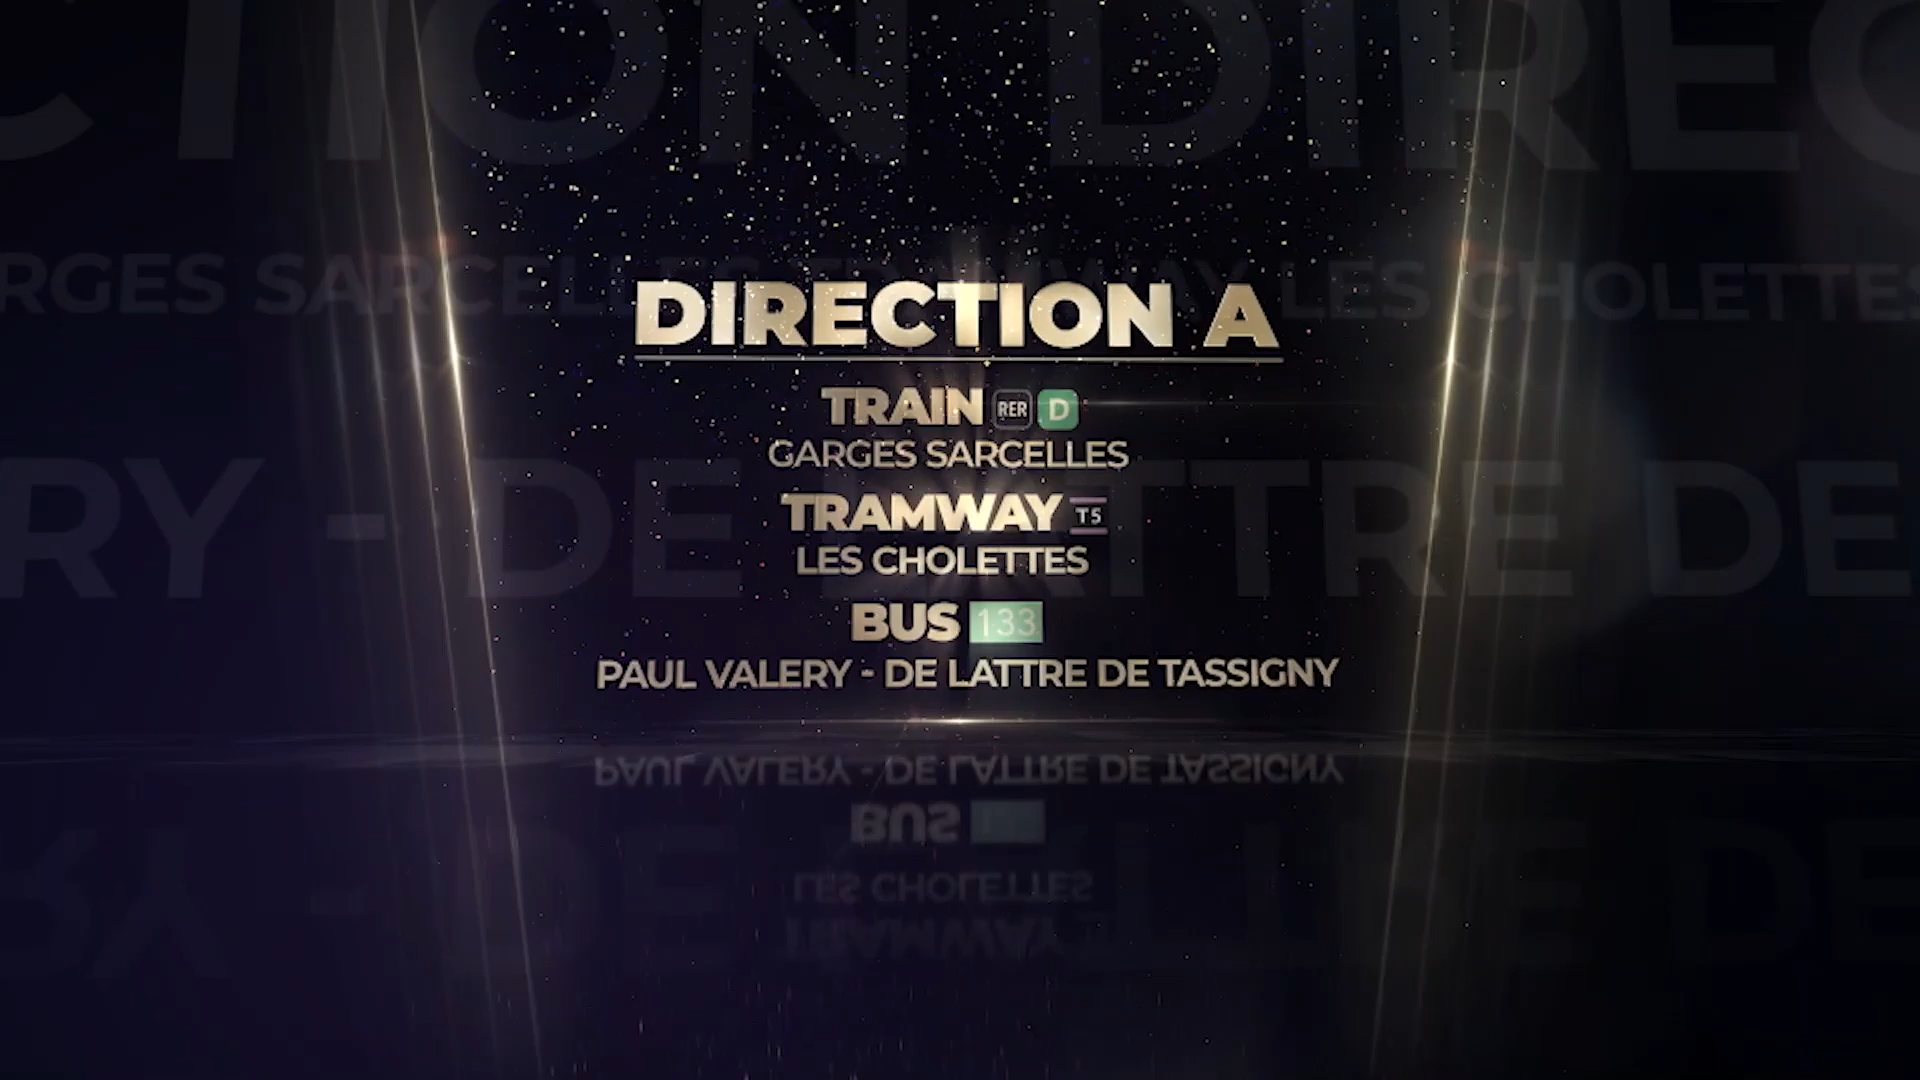 DIRECTION A
TRAIN RER D
GARGES SARCELLES
TRAMWAY T5
LES CHOLETTES
BUS 133
PAUL VALERY - DE LATTRE DE TASSIGNY